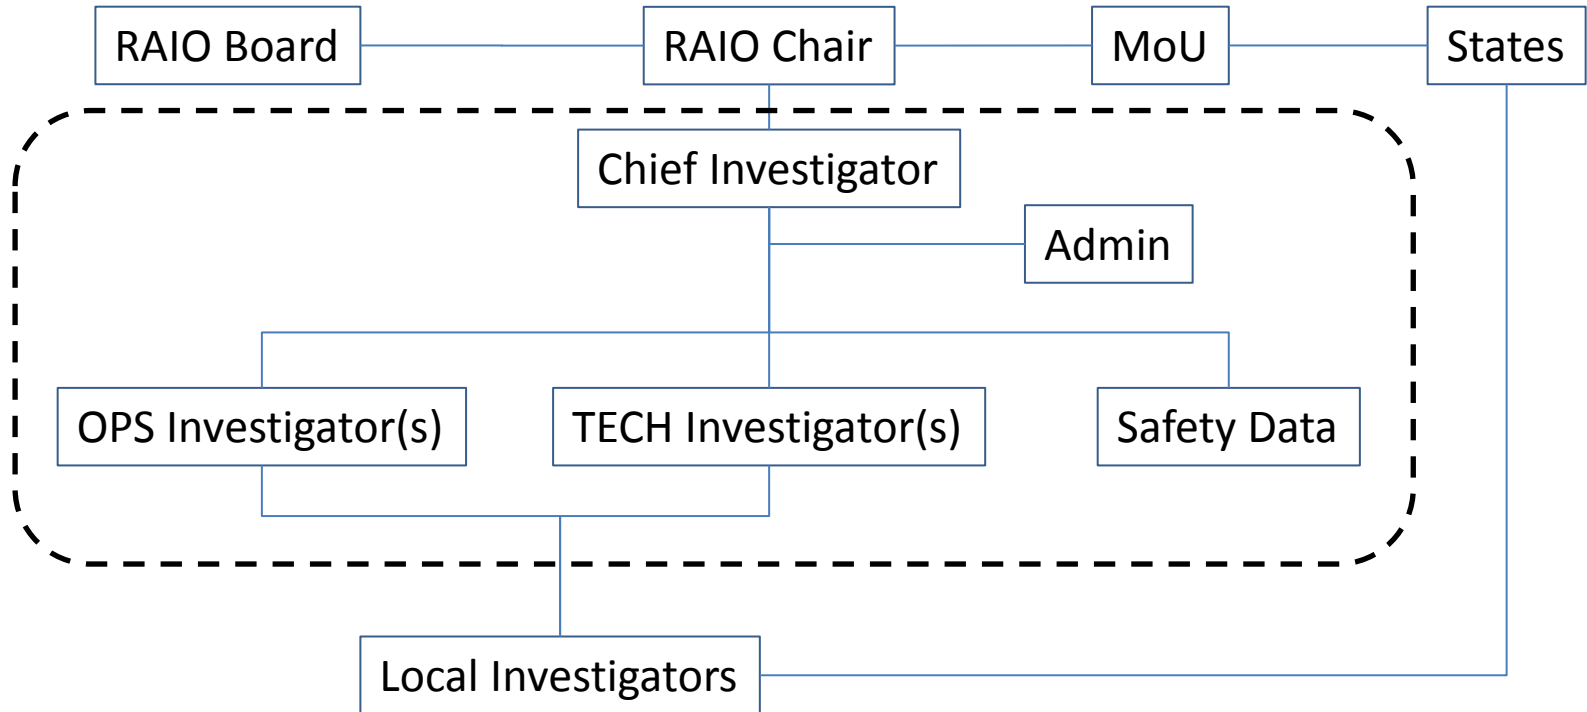 RAIO Board
RAIO Chair
MoU
States
Chief Investigator
Admin
OPS Investigator(s)
TECH Investigator(s)
Safety Data
Local Investigators